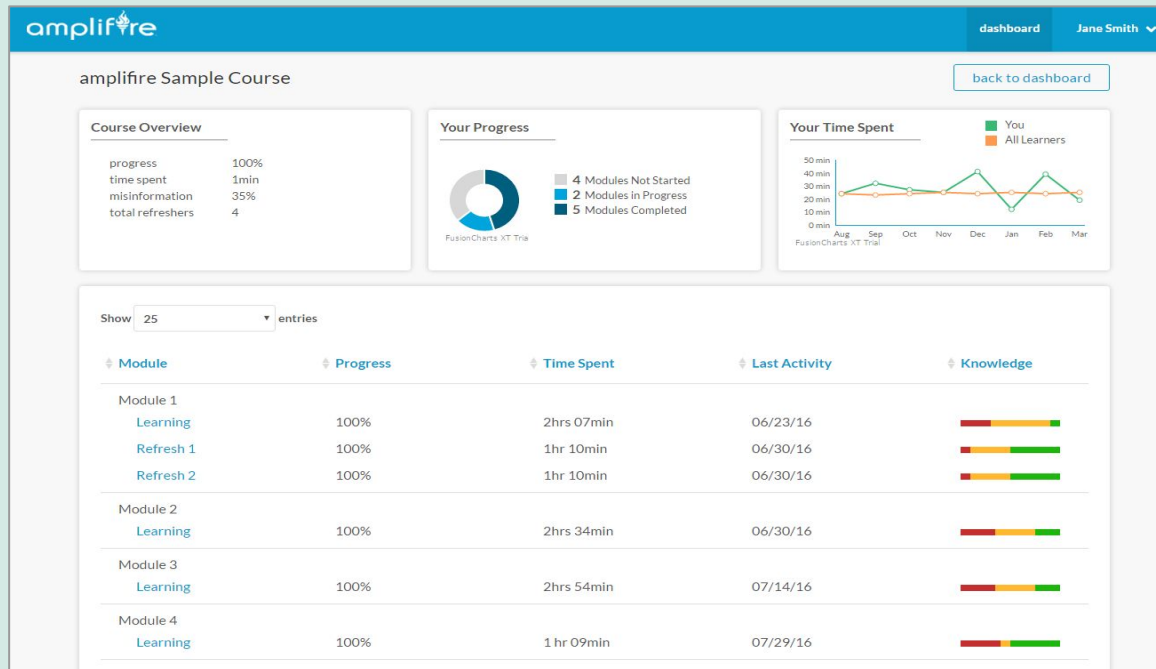 amplifire
dashboard
Jane Smith
amplifire Sample Course
back to dashboard
Course Overview
progress 100%
time spent 1min
misinformation 35%
total refreshers 4
Your Progress
4 Modules Not Started
2 Modules in Progress
5 Modules Completed
FusionCharts XT Tria
Your Time Spent
You
All Learners
50 min
40 min
30 min
20 min
10 min
0 min
Aug Sep Oct Nov Dec Jan Feb Mar
FusionCharts XT Trial
Show 25 entries
Module Progress Time Spent Last Activity Knowledge
Module 1
Learning 100% 2hrs 07min 06/23/16
Refresh 1 100% 1hr 10min 06/30/16
Refresh 2 100% 1hr 10min 06/30/16
Module 2
Learning 100% 2hrs 34min 06/30/16
Module 3
Learning 100% 2hrs 54min 07/14/16
Module 4
Learning 100% 1 hr 09min 07/29/16